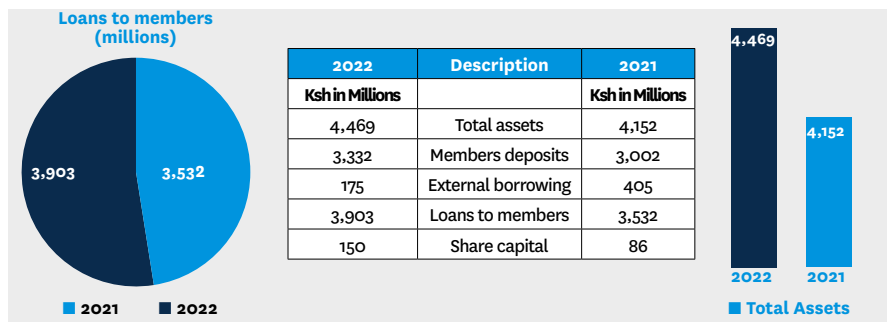 Loans to members
(millions)
3,903
3,532
2021
2022
2022 Description 2021
Ksh in Millions Ksh in Millions
4,469 Total assets 4,152
3,332 Members deposits 3,002
175 External borrowing 405
3,903 Loans to members 3,532
150 Share capital 86
4,469
4,152
2022 2021
Total Assets